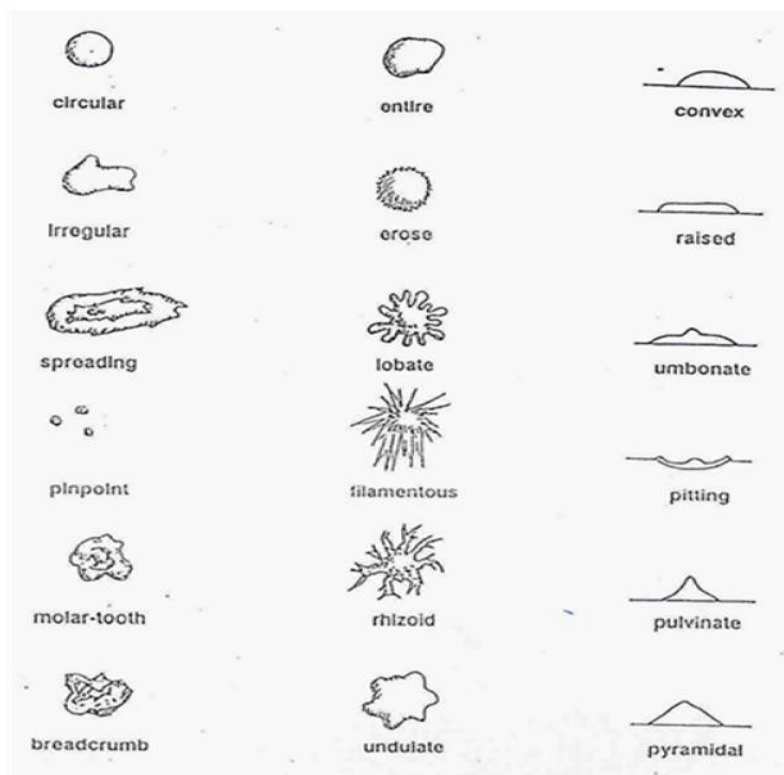 circular
entire
convex
irregular
erose
raised
spreading
lobate
umbonate
pinpoint
filamentous
pitting
molar-tooth
rhizoid
pulvinate
breadcrumb
undulate
pyramidal